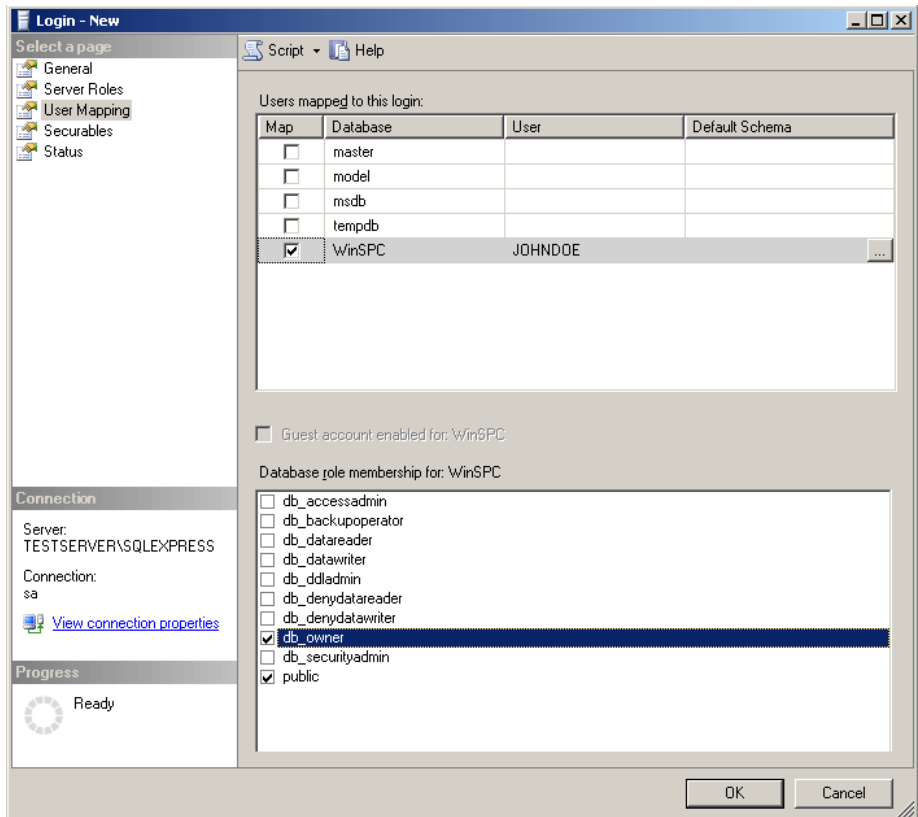 Login - New
Select a page
General
Server Roles
User Mapping
Securables
Status
Script Help
Users mapped to this login:
Map Database User Default Schema
master
model
msdb
tempdb
WinSPC JOHNDOE ...
Guest account enabled for: WinSPC
Database role membership for: WinSPC
db_accessadmin
db_backupoperator
db_datareader
db_datawriter
db_ddladmin
db_denydatareader
db_denydatawriter
db_owner
db_securityadmin
public
Connection
Server:
TESTSERVER\SQLEXPRESS
Connection:
sa
View connection properties
Progress
Ready
OK Cancel